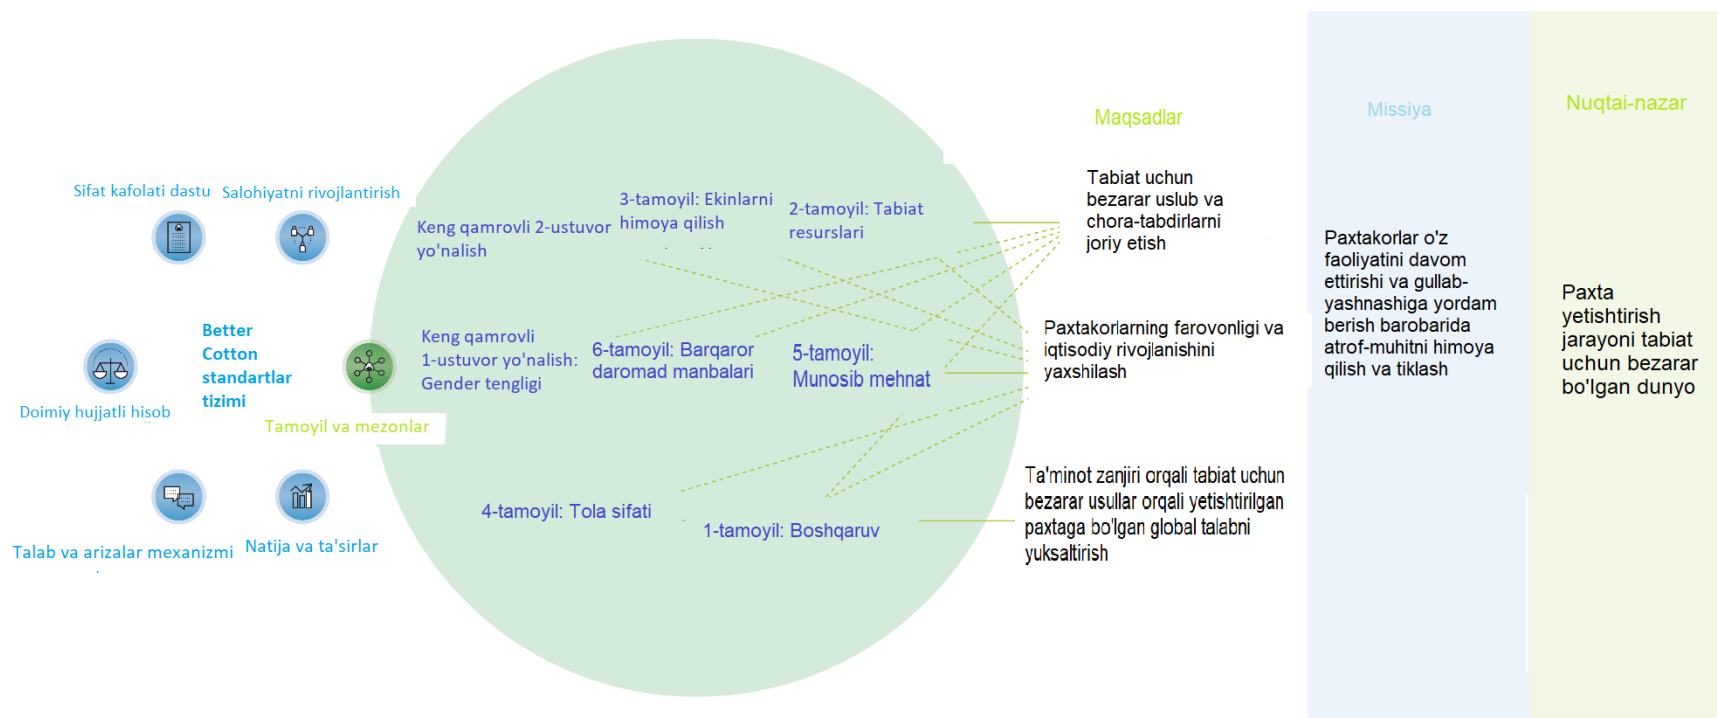 Sifat kafolati dastu
Salohiyatni rivojlantirish
Better
Cotton
standartlar
tizimi
Doimiy hujjatli hisob
Tamoyil va mezonlar
Talab va arizalar mexanizmi
Natija va ta'sirlar
Keng qamrovli 2-ustuvor
yo'nalish
3-tamoyil: Ekinlarni
himoya qilish
2-tamoyil: Tabiat
resurslari
Keng qamrovli
1-ustuvor yo'nalish:
Gender tengligi
6-tamoyil: Barqaror
daromad manbalari
5-tamoyil:
Munosib mehnat
4-tamoyil: Tola sifati
1-tamoyil: Boshqaruv
Maqsadlar
Tabiat uchun
bezarar uslub va
chora-tabdirlarni
joriy etish
Paxtakorlarning farovonligi va
iqtisodiy rivojlanishini
yaxshilash
Ta'minot zanjiri orqali tabiat uchun
bezarar usullar orqali yetishtirilgan
paxtaga bo'lgan global talabni
yuksaltirish
Missiya
Paxtakorlar o'z
faoliyatini davom
ettirishi va gullab-
yashnashiga yordam
berish barobarida
atrof-muhitni himoya
qilish va tiklash
Nuqtai-nazar
Paxta
yetishtirish
jarayoni tabiat
uchun bezarar
bo'lgan dunyo